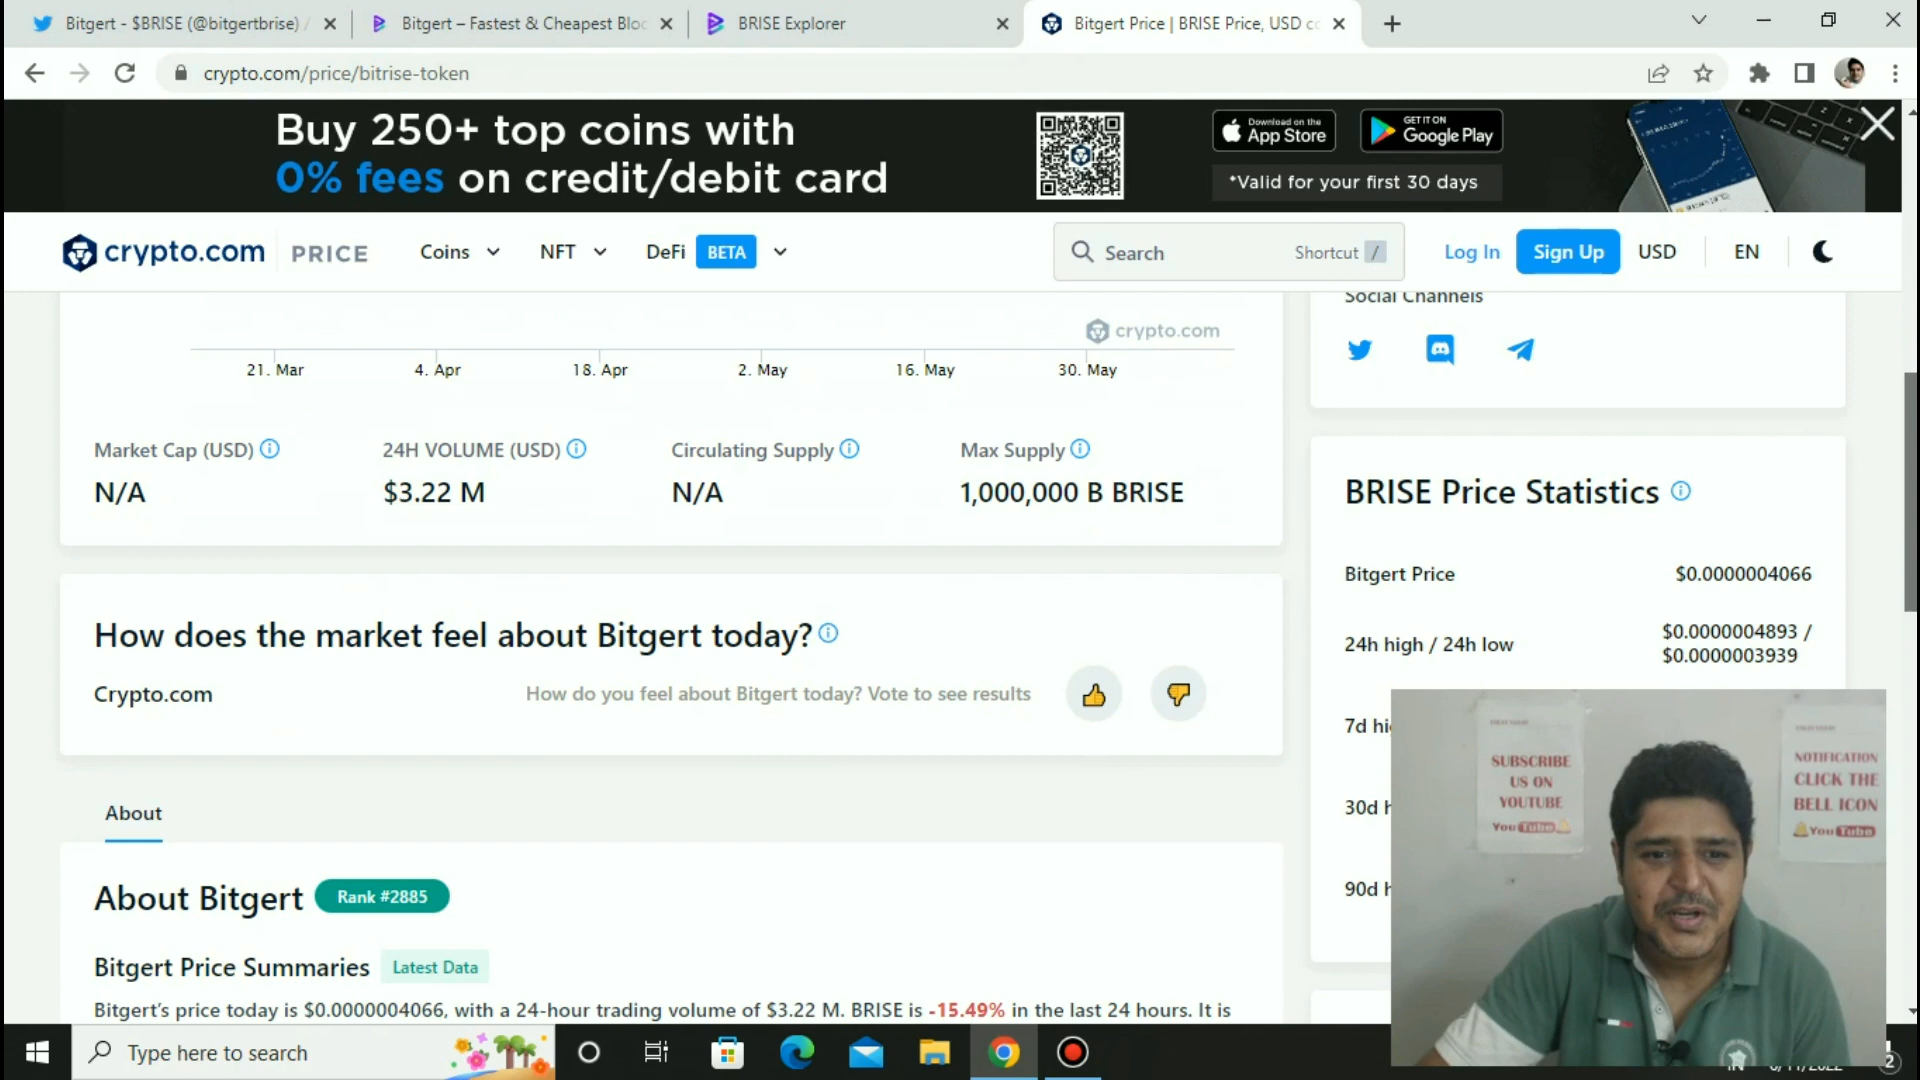 Bitgert - $BRISE (@bitgertbrise) /
Bitgert – Fastest & Cheapest Bloc
BRISE Explorer
Bitgert Price | BRISE Price, USD co
crypto.com/price/bitrise-token
Buy 250+ top coins with
0% fees on credit/debit card
Download on the
App Store
GET IT ON
Google Play
*Valid for your first 30 days
crypto.com
PRICE
Coins
NFT
DeFi BETA
Search
Shortcut /
Log In
Sign Up
USD
EN
Social Channels
crypto.com
21. Mar
4. Apr
18. Apr
2. May
16. May
30. May
Market Cap (USD)
24H VOLUME (USD)
Circulating Supply
Max Supply
N/A
$3.22 M
N/A
1,000,000 B BRISE
BRISE Price Statistics
Bitgert Price
$0.0000004066
24h high / 24h low
$0.0000004893 /
$0.0000003939
How does the market feel about Bitgert today?
Crypto.com
How do you feel about Bitgert today? Vote to see results
7d hi
30d h
90d h
SUBSCRIBE
US ON
YOUTUBE
YouTube
NOTIFICATION
CLICK THE
BELL ICON
YouTube
About
About Bitgert
Rank #2885
Bitgert Price Summaries
Latest Data
Bitgert's price today is $0.0000004066, with a 24-hour trading volume of $3.22 M. BRISE is -15.49% in the last 24 hours. It is
Type here to search
2